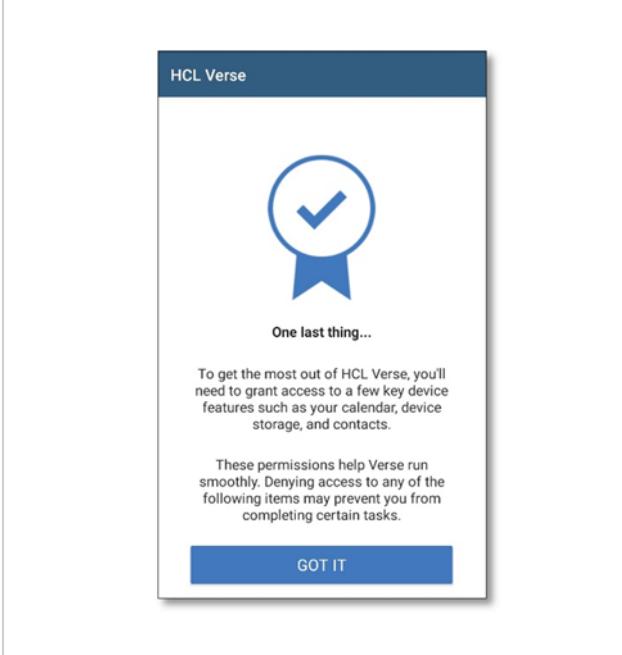 HCL Verse
One last thing...
To get the most out of HCL Verse, you'll
need to grant access to a few key device
features such as your calendar, device
storage, and contacts.
These permissions help Verse run
smoothly. Denying access to any of the
following items may prevent you from
completing certain tasks.
GOT IT